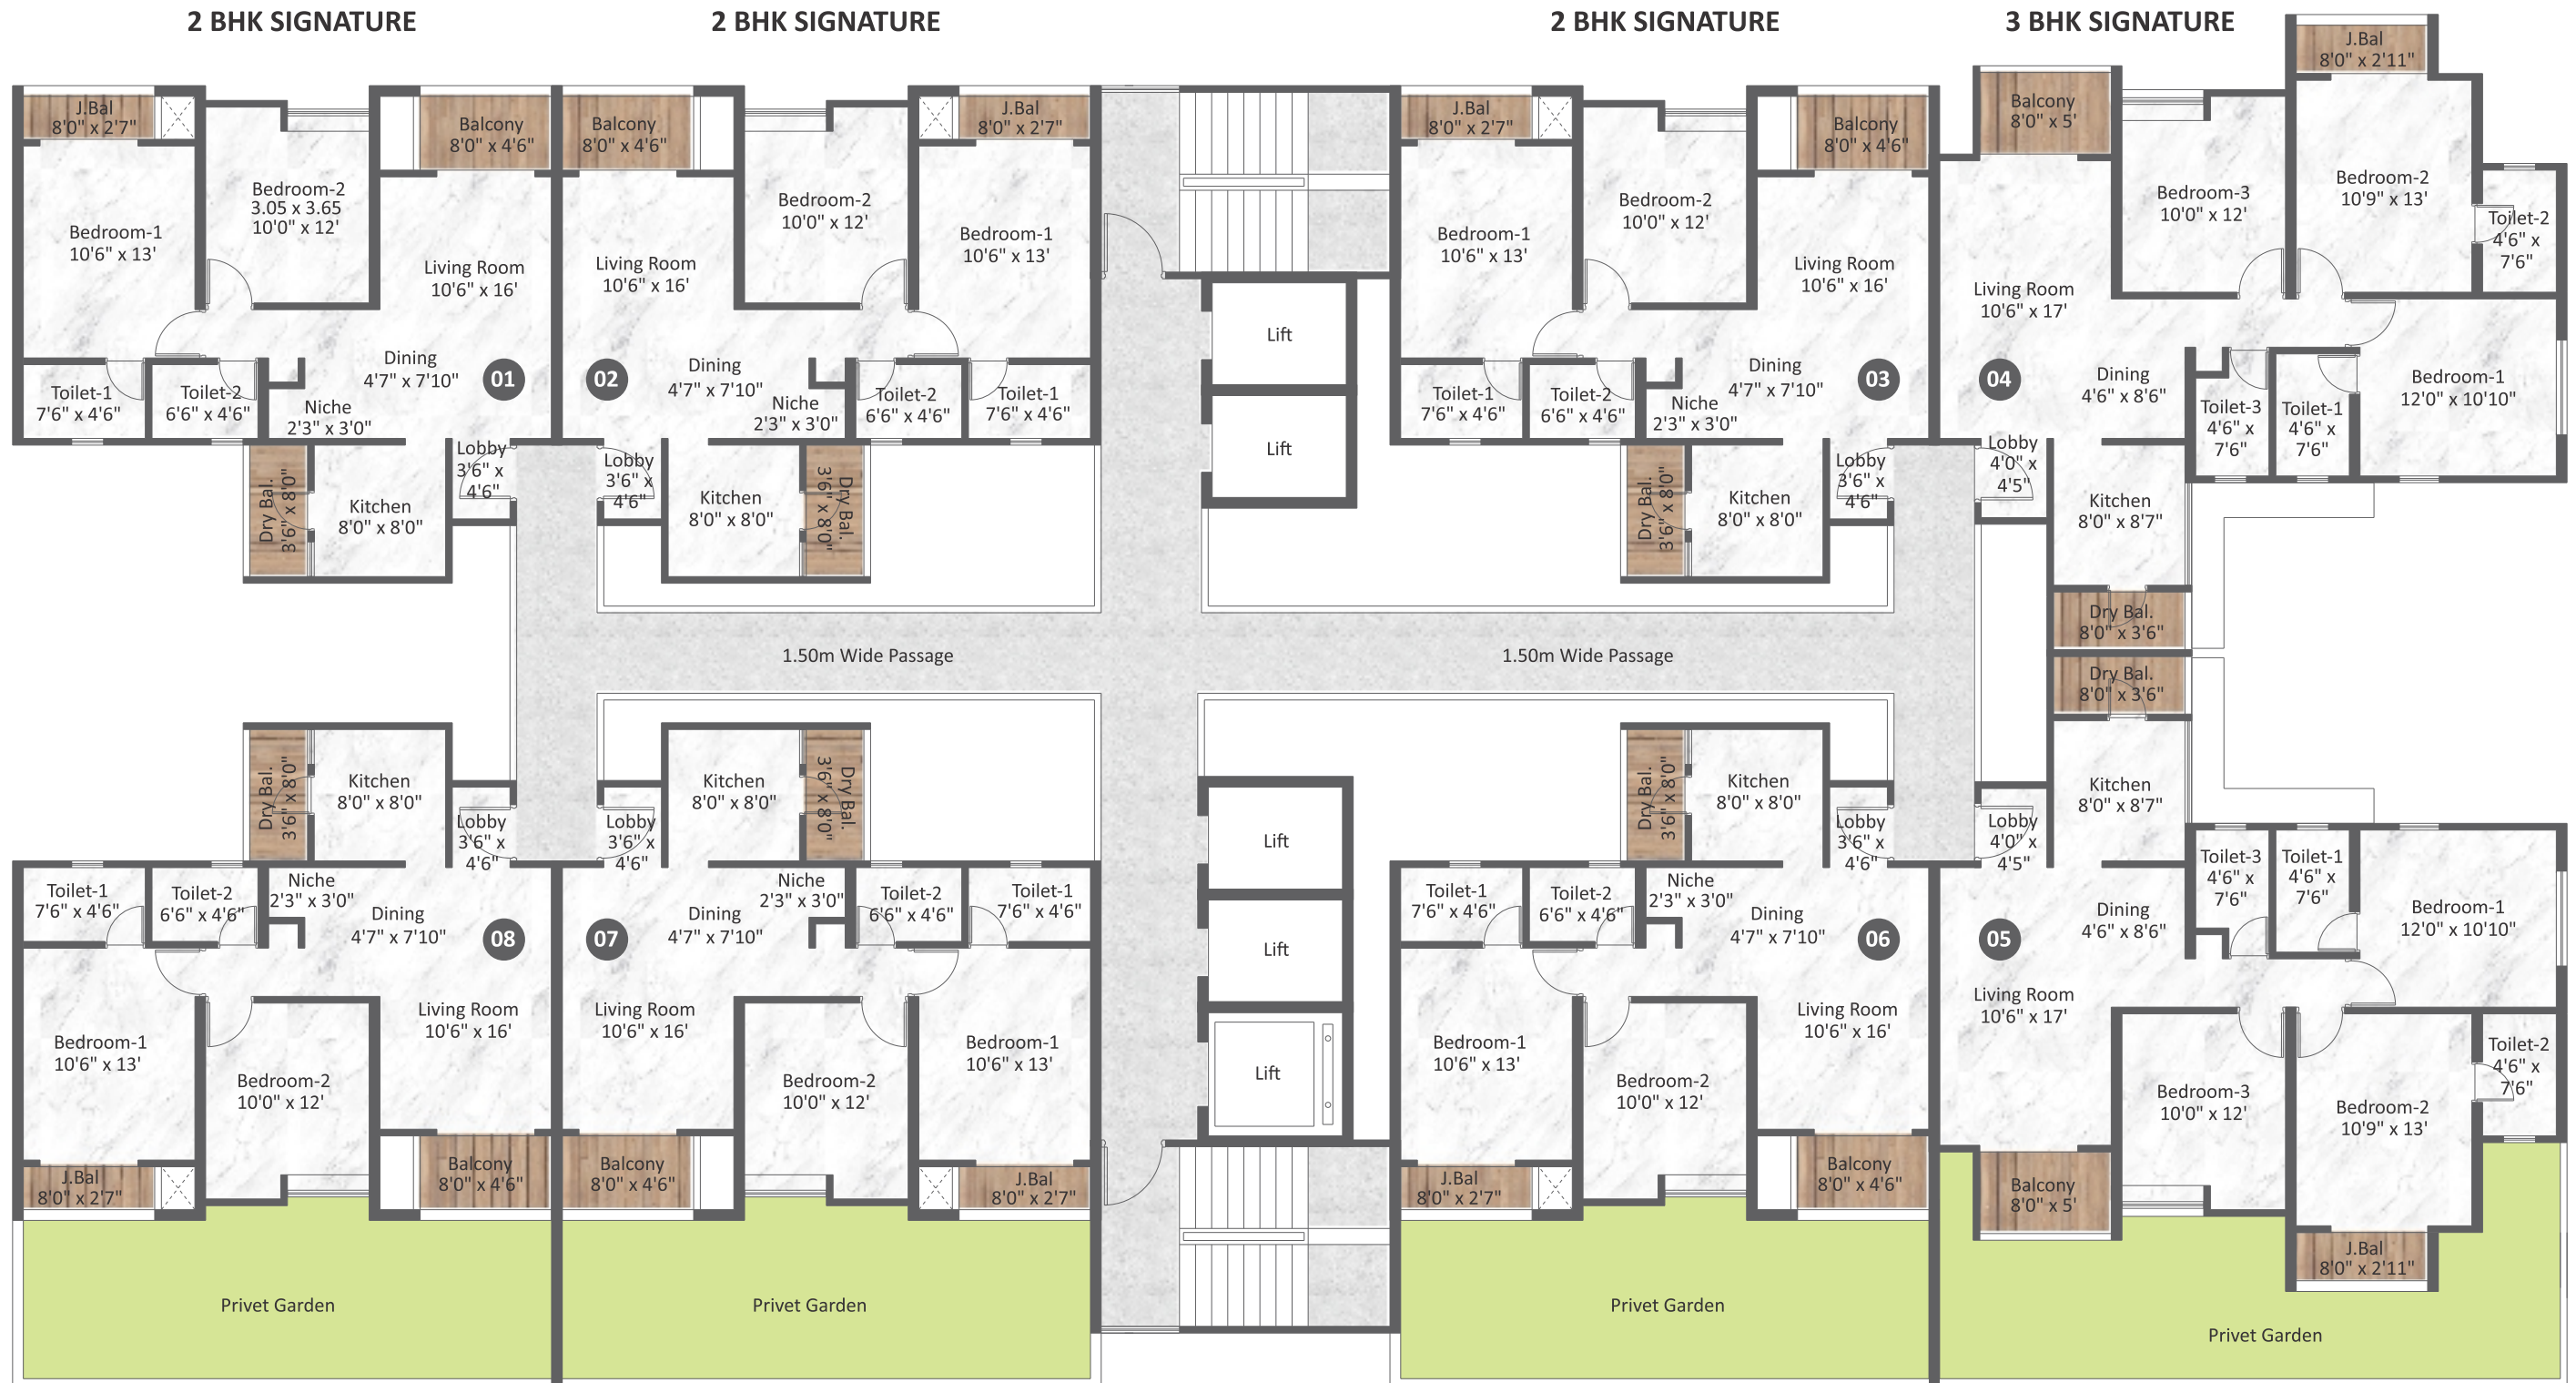 2 BHK SIGNATURE
2 BHK SIGNATURE
2 BHK SIGNATURE
3 BHK SIGNATURE
J.Bal
8'0" x 2'7"
Bedroom-2
3.05 x 3.65
10'0" x 12'
Balcony
8'0" x 4'6"
Bedroom-1
10'6" x 13'
Living Room
10'6" x 16'
Dining
4'7" x 7'10"
01
Toilet-1
7'6" x 4'6"
Toilet-2
6'6" x 4'6"
Niche
2'3" x 3'0"
Lobby
3'6" x
4'6"
Dry Bal.
3'6" x 8'0"
Kitchen
8'0" x 8'0"
Balcony
8'0" x 4'6"
Bedroom-2
10'0" x 12'
J.Bal
8'0" x 2'7"
Bedroom-1
10'6" x 13'
Living Room
10'6" x 16'
02
Dining
4'7" x 7'10"
Niche
2'3" x 3'0"
Toilet-2
6'6" x 4'6"
Toilet-1
7'6" x 4'6"
Lobby
3'6" x
4'6"
Kitchen
8'0" x 8'0"
Dry Bal.
3'6" x 8'0"
Lift
Lift
J.Bal
8'0" x 2'7"
Bedroom-2
10'0" x 12'
Balcony
8'0" x 4'6"
Bedroom-1
10'6" x 13'
Living Room
10'6" x 16'
Dining
4'7" x 7'10"
03
Toilet-1
7'6" x 4'6"
Toilet-2
6'6" x 4'6"
Niche
2'3" x 3'0"
Lobby
3'6" x
4'6"
Dry Bal.
3'6" x 8'0"
Kitchen
8'0" x 8'0"
J.Bal
8'0" x 2'11"
Balcony
8'0" x 5'
Bedroom-3
10'0" x 12'
Bedroom-2
10'9" x 13'
Toilet-2
4'6" x
7'6"
Living Room
10'6" x 17'
04
Dining
4'6" x 8'6"
Toilet-3
4'6" x
7'6"
Toilet-1
4'6" x
7'6"
Bedroom-1
12'0" x 10'10"
Lobby
4'0" x
4'5"
Kitchen
8'0" x 8'7"
Dry Bal.
8'0" x 3'6"
1.50m Wide Passage
1.50m Wide Passage
Dry Bal.
3'6" x 8'0"
Kitchen
8'0" x 8'0"
Lobby
3'6" x
4'6"
Toilet-1
7'6" x 4'6"
Toilet-2
6'6" x 4'6"
Niche
2'3" x 3'0"
Dining
4'7" x 7'10"
08
Living Room
10'6" x 16'
Bedroom-1
10'6" x 13'
Bedroom-2
10'0" x 12'
J.Bal
8'0" x 2'7"
Balcony
8'0" x 4'6"
Privet Garden
Kitchen
8'0" x 8'0"
Dry Bal.
3'6" x 8'0"
Lobby
3'6" x
4'6"
Niche
2'3" x 3'0"
Toilet-2
6'6" x 4'6"
Toilet-1
7'6" x 4'6"
07
Dining
4'7" x 7'10"
Living Room
10'6" x 16'
Bedroom-2
10'0" x 12'
Bedroom-1
10'6" x 13'
Balcony
8'0" x 4'6"
J.Bal
8'0" x 2'7"
Privet Garden
Lift
Lift
Lift
Dry Bal.
3'6" x 8'0"
Kitchen
8'0" x 8'0"
Lobby
3'6" x
4'6"
Toilet-1
7'6" x 4'6"
Toilet-2
6'6" x 4'6"
Niche
2'3" x 3'0"
Dining
4'7" x 7'10"
06
Living Room
10'6" x 16'
Bedroom-1
10'6" x 13'
Bedroom-2
10'0" x 12'
J.Bal
8'0" x 2'7"
Balcony
8'0" x 4'6"
Privet Garden
Dry Bal.
8'0" x 3'6"
Kitchen
8'0" x 8'7"
Lobby
4'0" x
4'5"
Toilet-3
4'6" x
7'6"
Toilet-1
4'6" x
7'6"
Bedroom-1
12'0" x 10'10"
05
Dining
4'6" x 8'6"
Living Room
10'6" x 17'
Toilet-2
4'6" x
7'6"
Bedroom-3
10'0" x 12'
Bedroom-2
10'9" x 13'
Balcony
8'0" x 5'
J.Bal
8'0" x 2'11"
Privet Garden